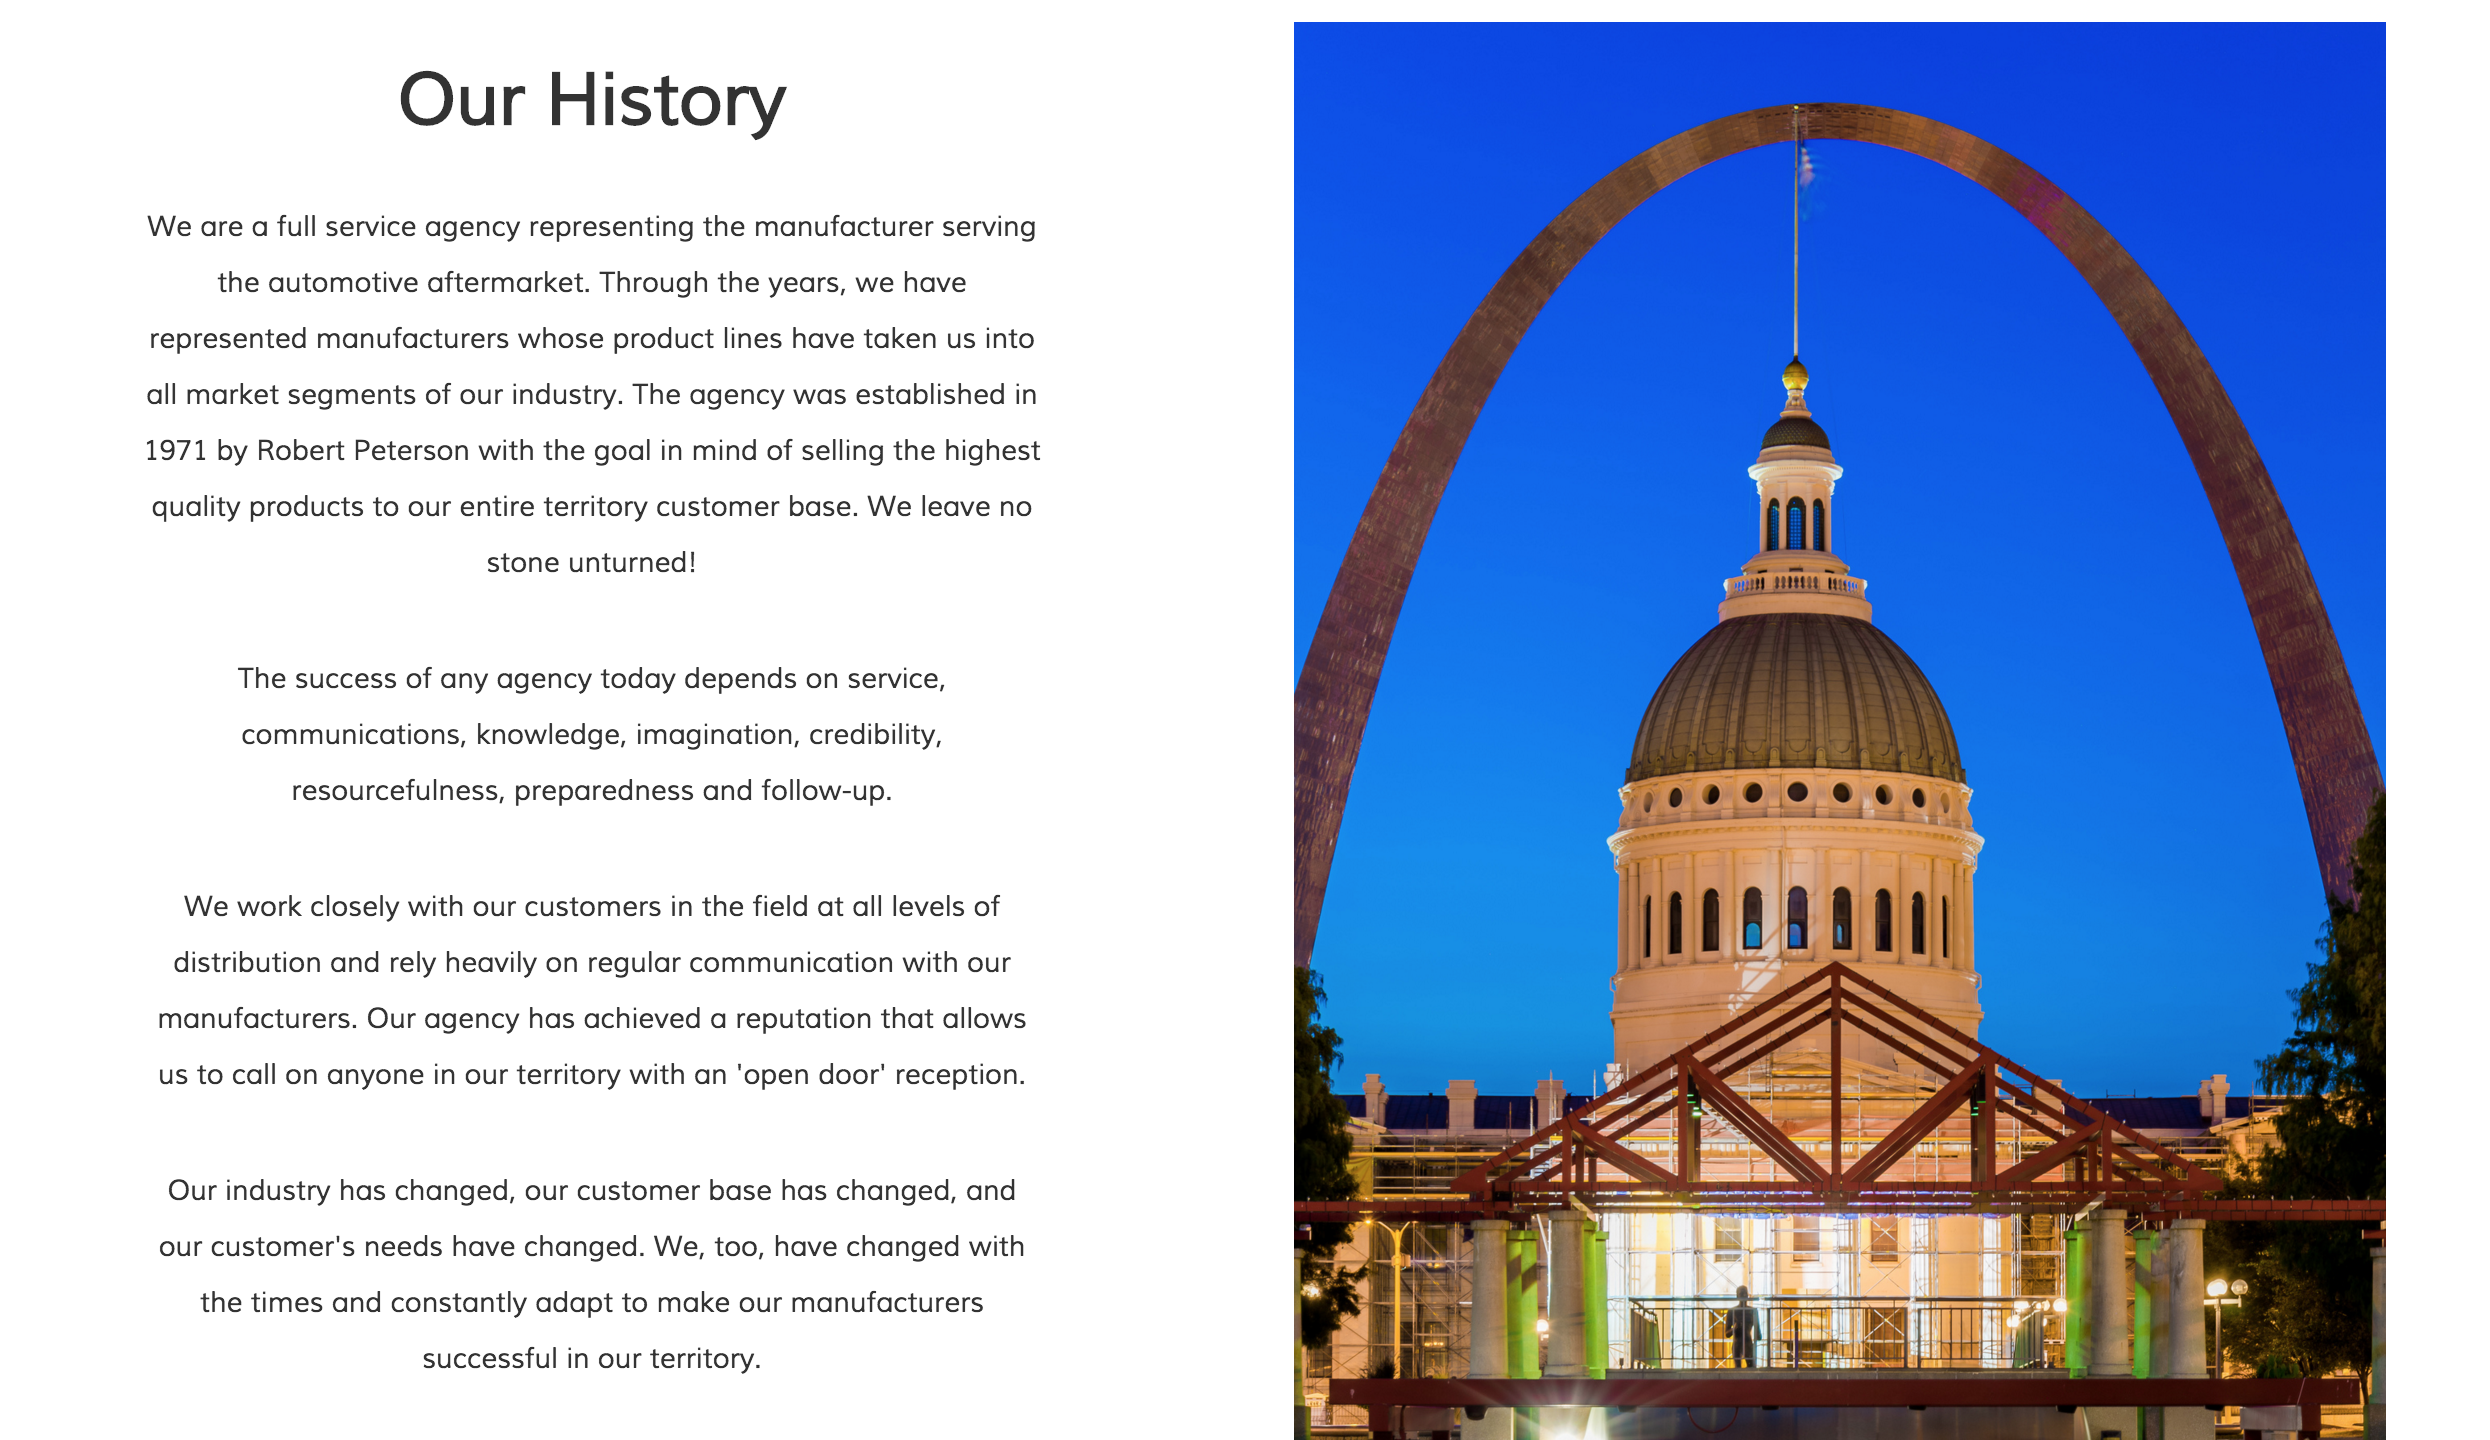 Our History
We are a full service agency representing the manufacturer serving
the automotive aftermarket. Through the years, we have
represented manufacturers whose product lines have taken us into
all market segments of our industry. The agency was established in
1971 by Robert Peterson with the goal in mind of selling the highest
quality products to our entire territory customer base. We leave no
stone unturned!
The success of any agency today depends on service,
communications, knowledge, imagination, credibility,
resourcefulness, preparedness and follow-up.
We work closely with our customers in the field at all levels of
distribution and rely heavily on regular communication with our
manufacturers. Our agency has achieved a reputation that allows
us to call on anyone in our territory with an 'open door' reception.
Our industry has changed, our customer base has changed, and
our customer's needs have changed. We, too, have changed with
the times and constantly adapt to make our manufacturers
successful in our territory.